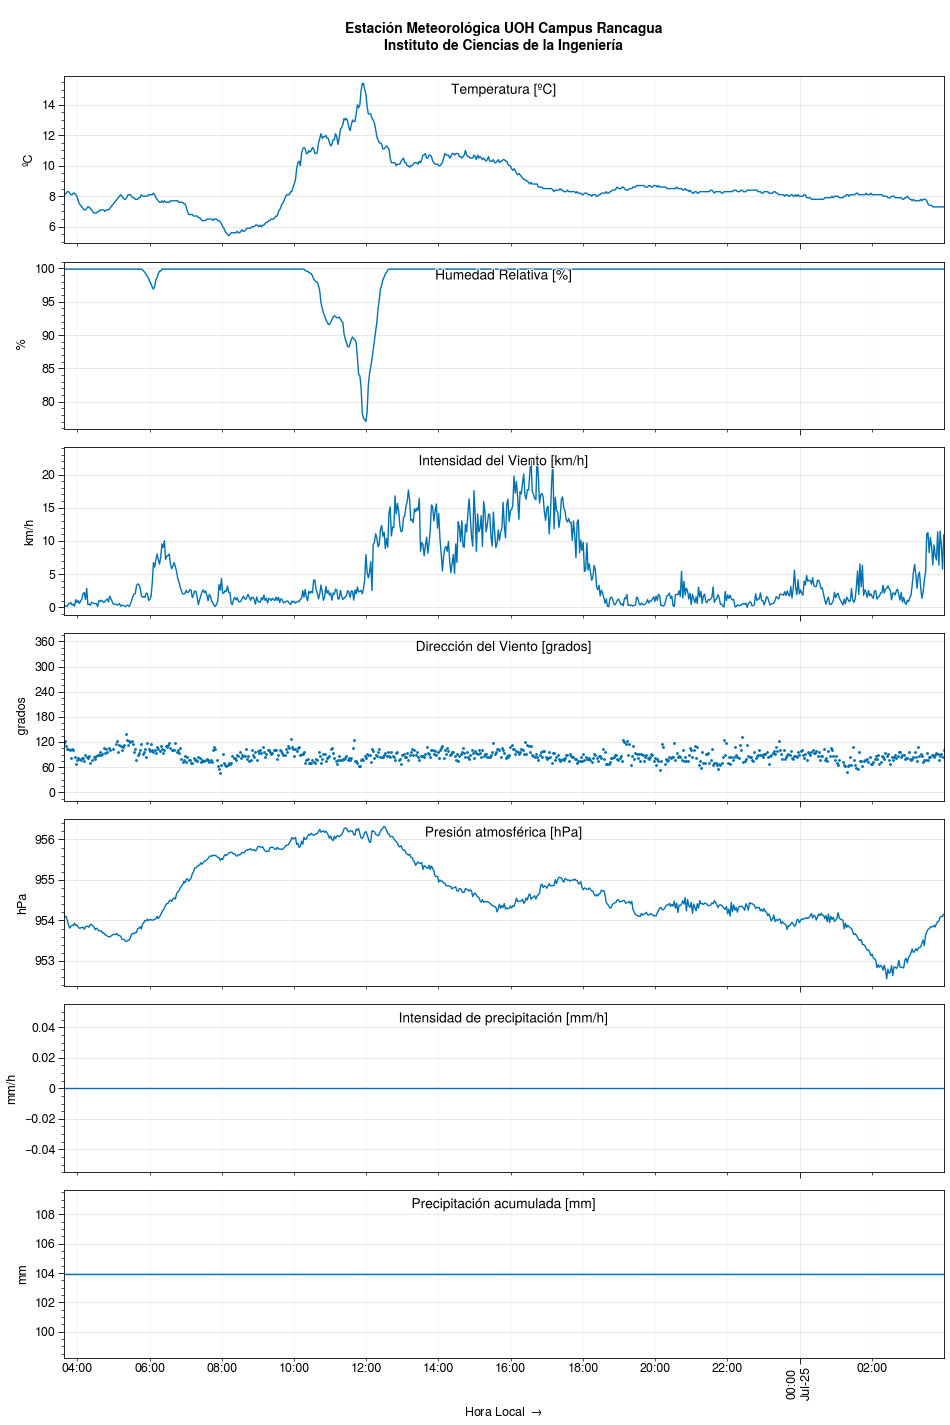 Estación Meteorológica UOH Campus Rancagua
Instituto de Ciencias de la Ingeniería
Temperatura [ºC]
ºC
14
12
10
8
6
Humedad Relativa [%]
%
100
95
90
85
80
Intensidad del Viento [km/h]
km/h
20
15
10
5
0
Dirección del Viento [grados]
grados
360
300
240
180
120
60
0
Presión atmosférica [hPa]
hPa
956
955
954
953
Intensidad de precipitación [mm/h]
mm/h
0.04
0.02
0
−0.02
−0.04
Precipitación acumulada [mm]
mm
108
106
104
102
100
04:00 06:00 08:00 10:00 12:00 14:00 16:00 18:00 20:00 22:00 00:00 02:00
Jul-25
Hora Local →